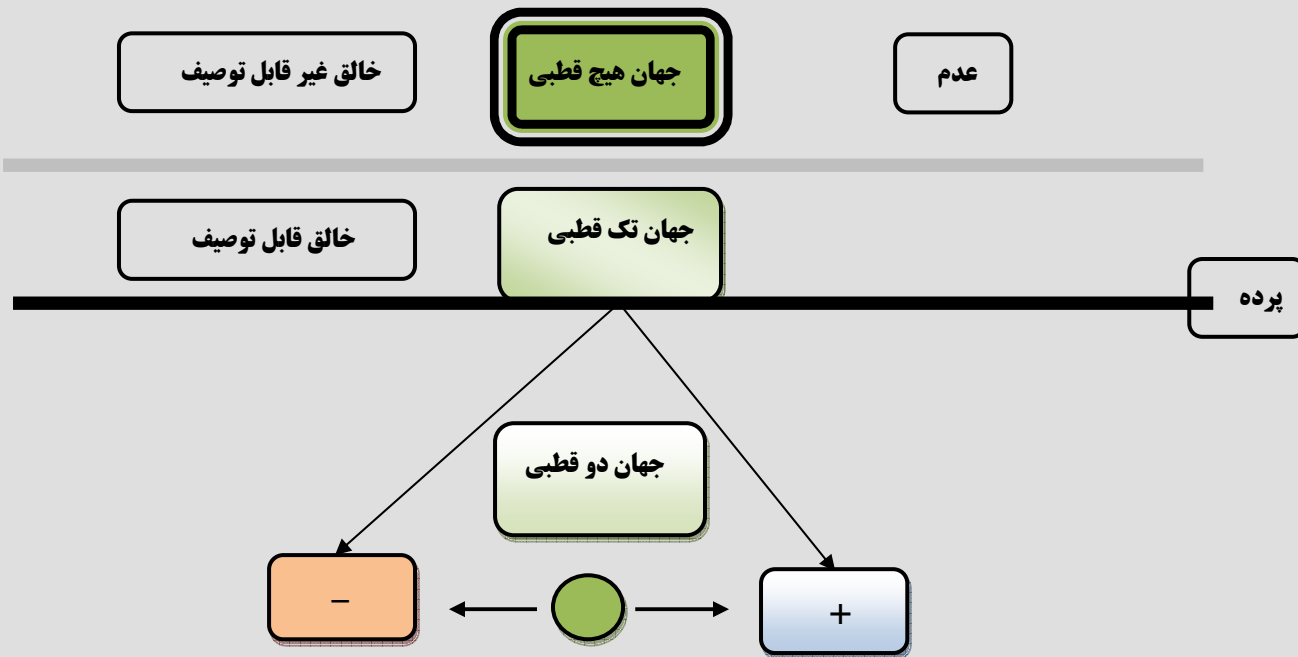 عدم
جهان هیچ قطبی
خالق غیر قابل توصیف
جهان تک قطبی
خالق قابل توصیف
پرده
جهان دو قطبی
+
–